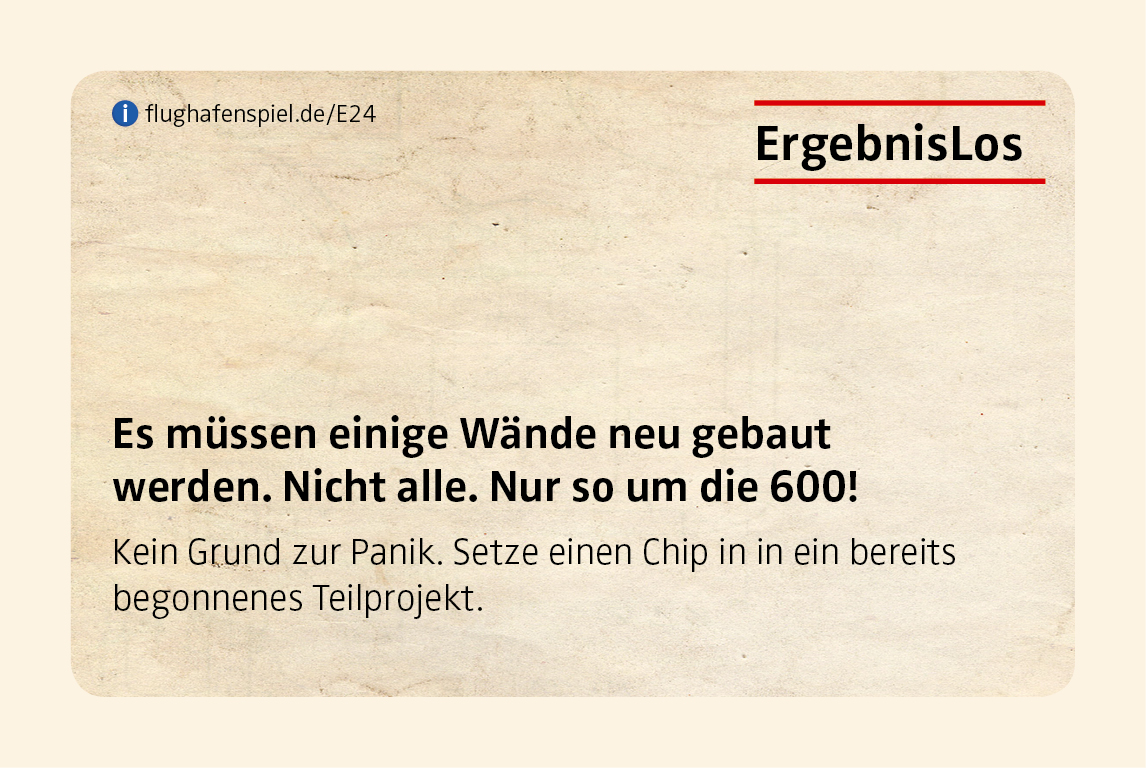 i flughafenspiel.de/E24
ErgebnisLos
Es müssen einige Wände neu gebaut
werden. Nicht alle. Nur so um die 600!
Kein Grund zur Panik. Setze einen Chip in in ein bereits
begonnenes Teilprojekt.